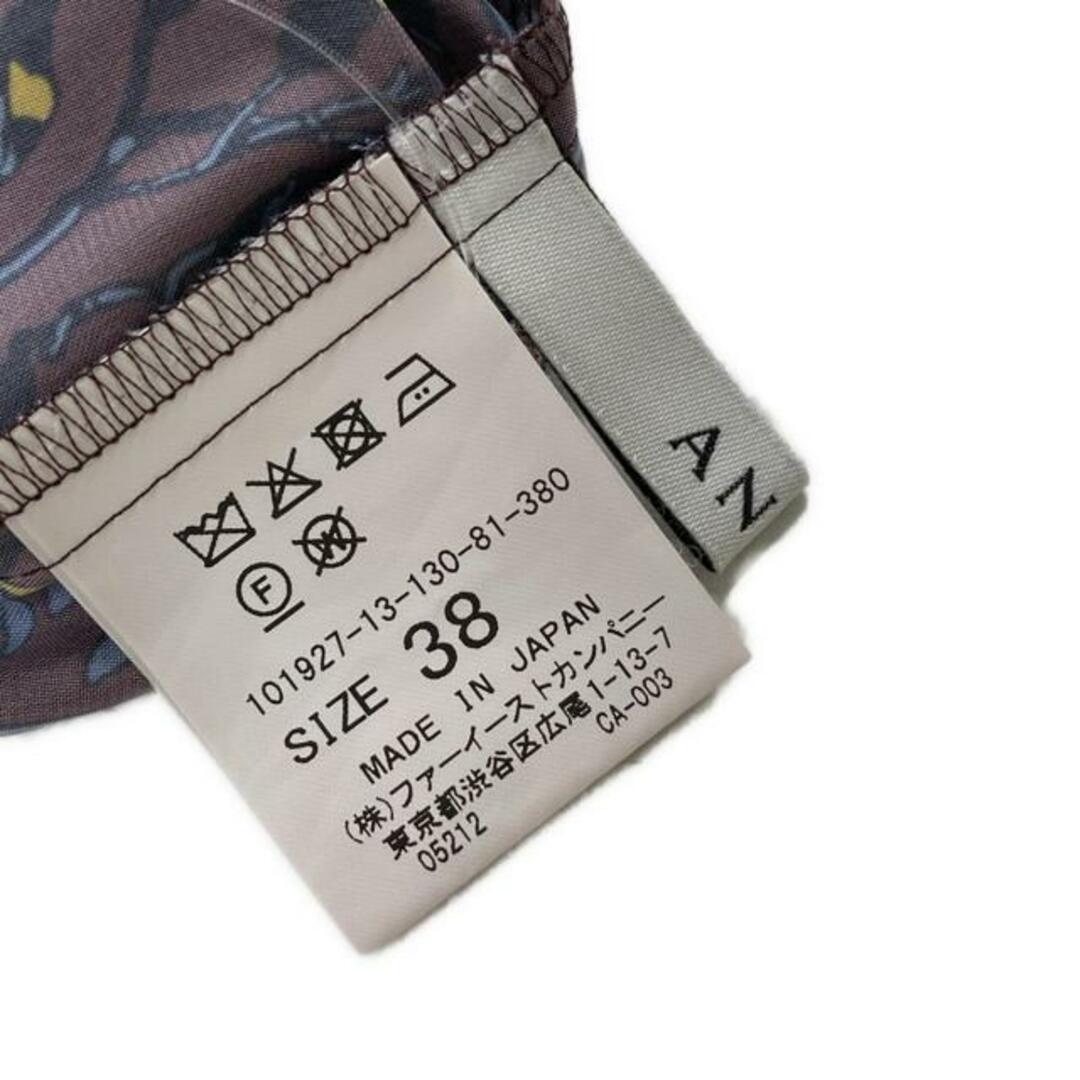 F
W
101927-13-130-81-380
SIZE 38
MADE IN JAPAN
(株)ファーイーストカンパニー
東京都渋谷区広尾1-13-7
05212 CA-003
AN